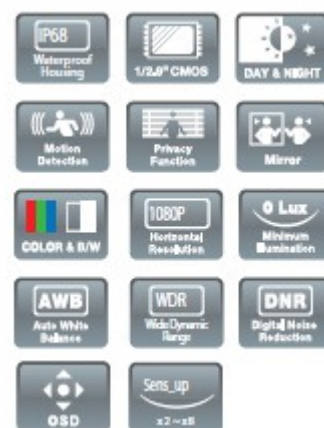 IP68
Waterproof
Housing
1/2.8" CMOS
DAY & NIGHT
Motion
Detection
Privacy
Function
Mirror
COLOR & B/W
1080P
Horizontal
Resolution
0 Lux
Minimum
Illumination
AWB
Auto White
Balance
WDR
Wide Dynamic
Range
DNR
Digital Noise
Reduction
OSD
Sens_up
x2~x8